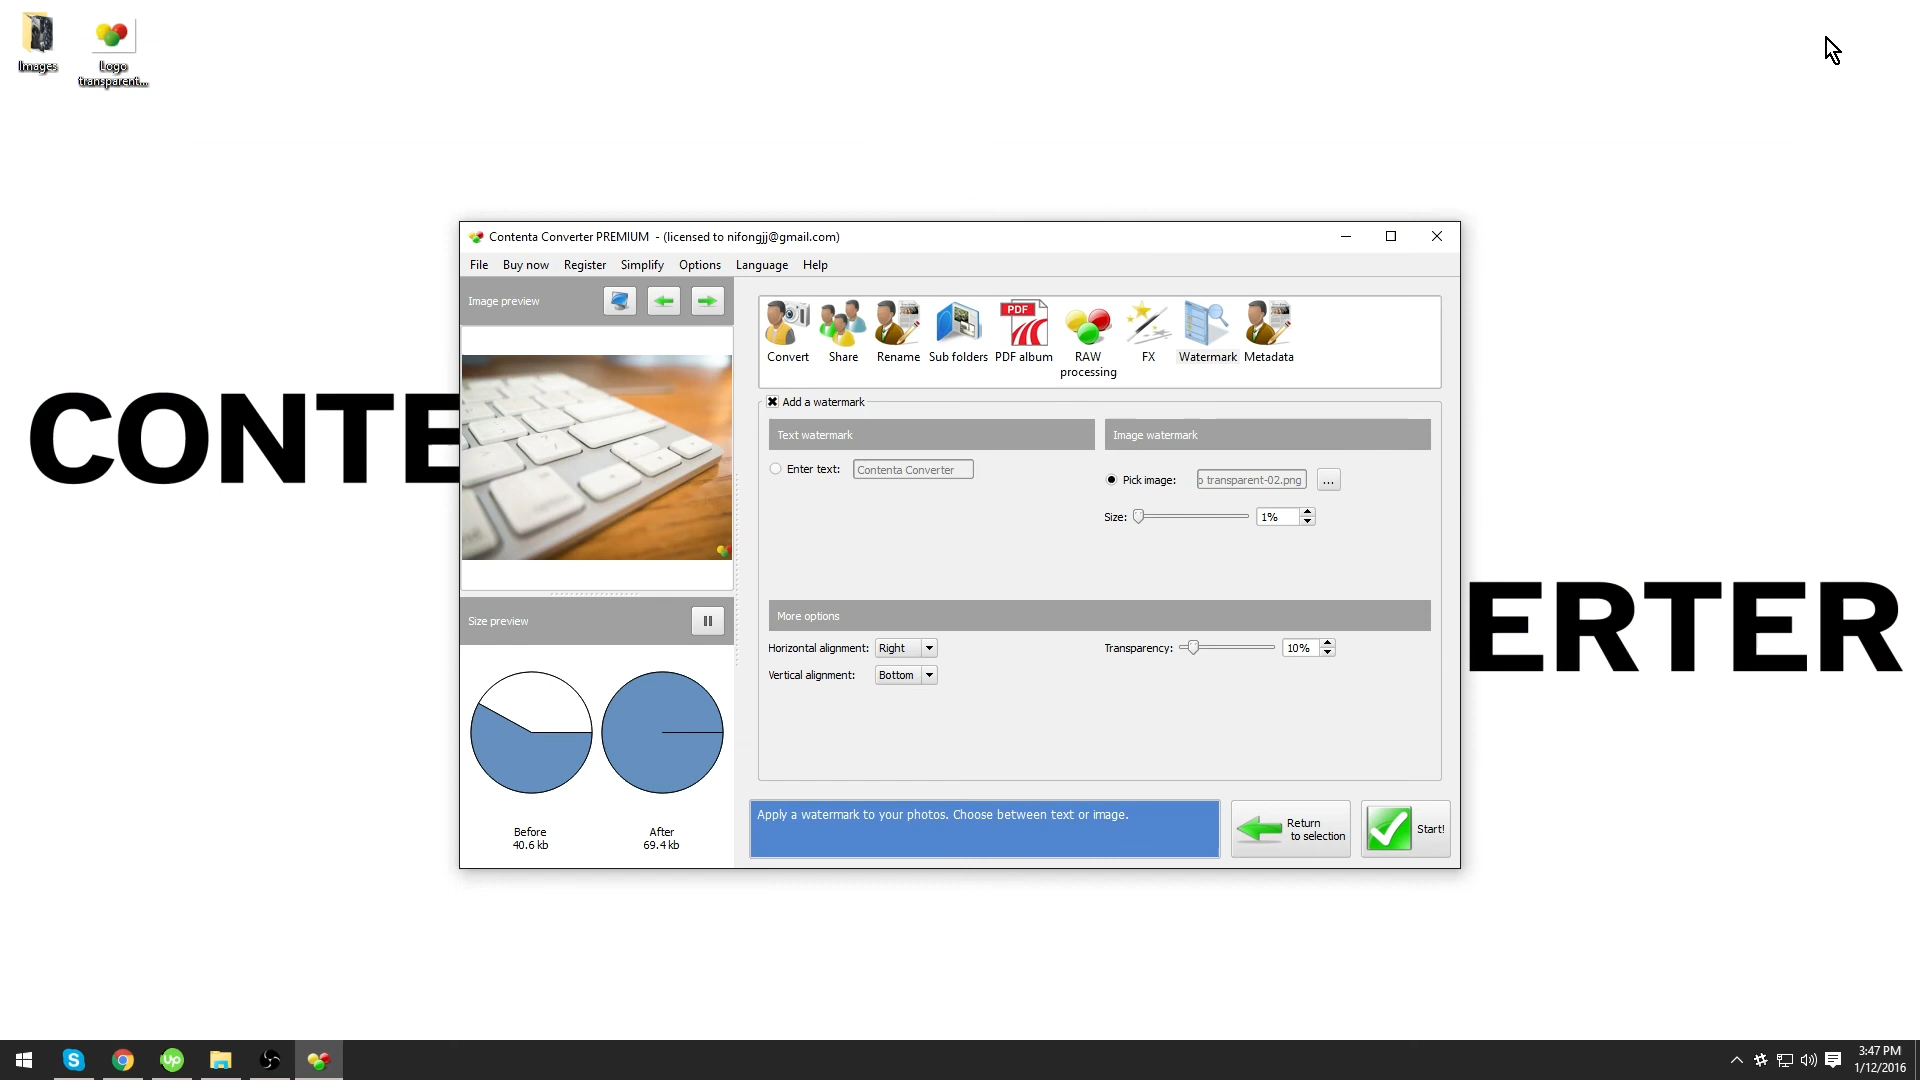 Images
Logo
transparent...
CONTE
ERTER
Contenta Converter PREMIUM - (licensed to nifongjj@gmail.com)
File Buy now Register Simplify Options Language Help
Image preview
Convert Share Rename Sub folders PDF album RAW processing FX Watermark Metadata
PDF
Add a watermark
Text watermark
Image watermark
Enter text: Contenta Converter
Pick image: o transparent-02.png ...
Size: 1%
More options
Horizontal alignment: Right
Transparency: 10%
Vertical alignment: Bottom
Size preview
Before
40.6 kb
After
69.4 kb
Apply a watermark to your photos. Choose between text or image.
Return
to selection
Start!
Up
3:47 PM
1/12/2016